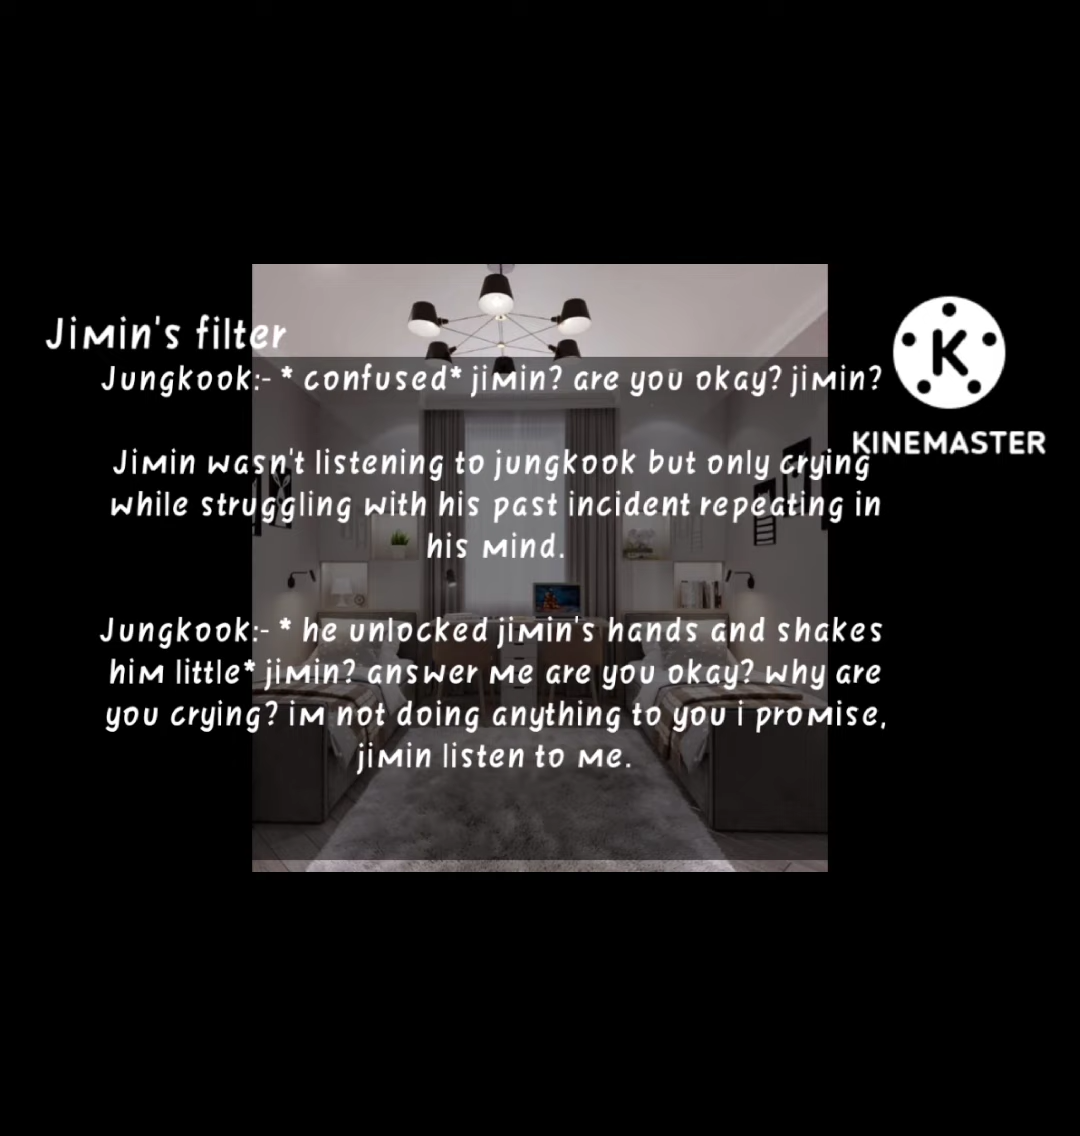 Jimin's filter
Jungkook:- * confused* jimin? are you okay? jimin?
KINEMASTER
Jimin wasn't listening to jungkook but only crying
while struggling with his past incident repeating in
his mind.
Jungkook:- * he unlocked jimin's hands and shakes
him little* jimin? answer me are you okay? why are
you crying? im not doing anything to you i promise,
jimin listen to me.